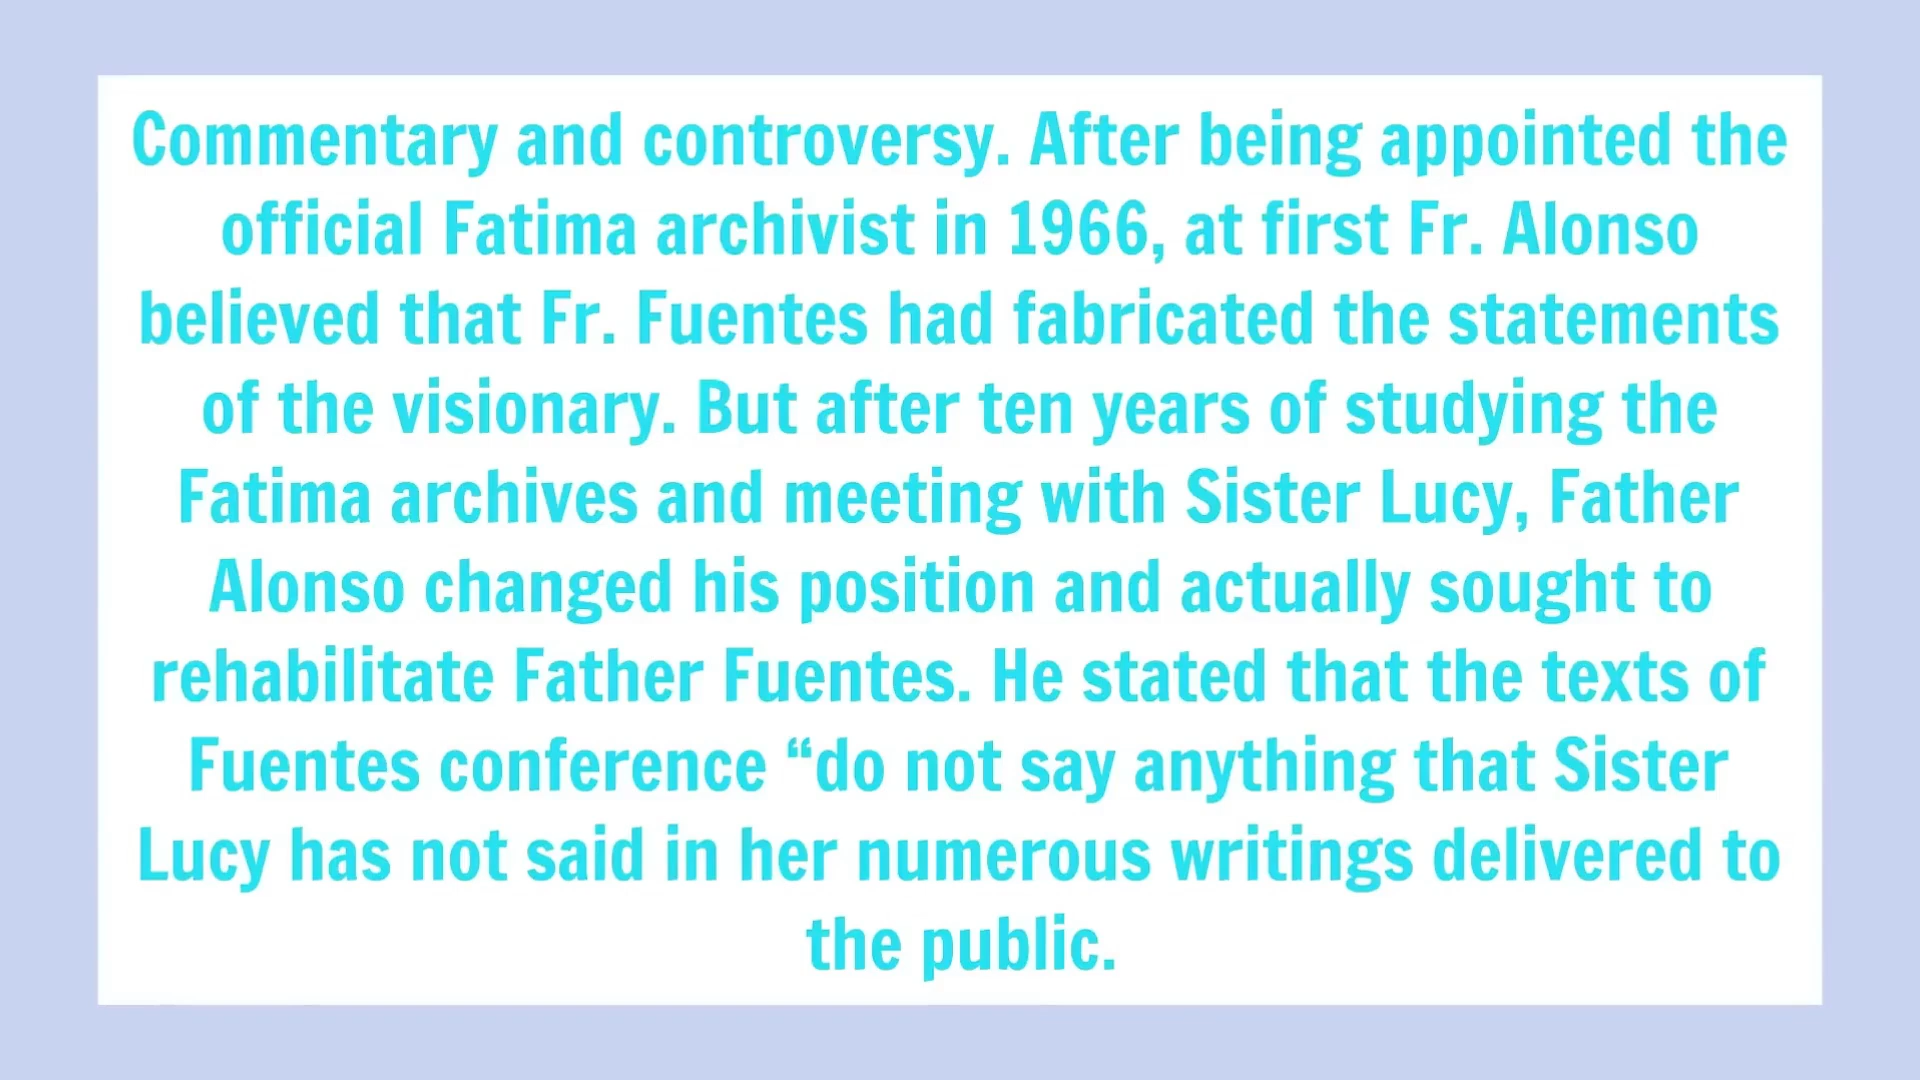 Commentary and controversy. After being appointed the
official Fatima archivist in 1966, at first Fr. Alonso
believed that Fr. Fuentes had fabricated the statements
of the visionary. But after ten years of studying the
Fatima archives and meeting with Sister Lucy, Father
Alonso changed his position and actually sought to
rehabilitate Father Fuentes. He stated that the texts of
Fuentes conference “do not say anything that Sister
Lucy has not said in her numerous writings delivered to
the public.